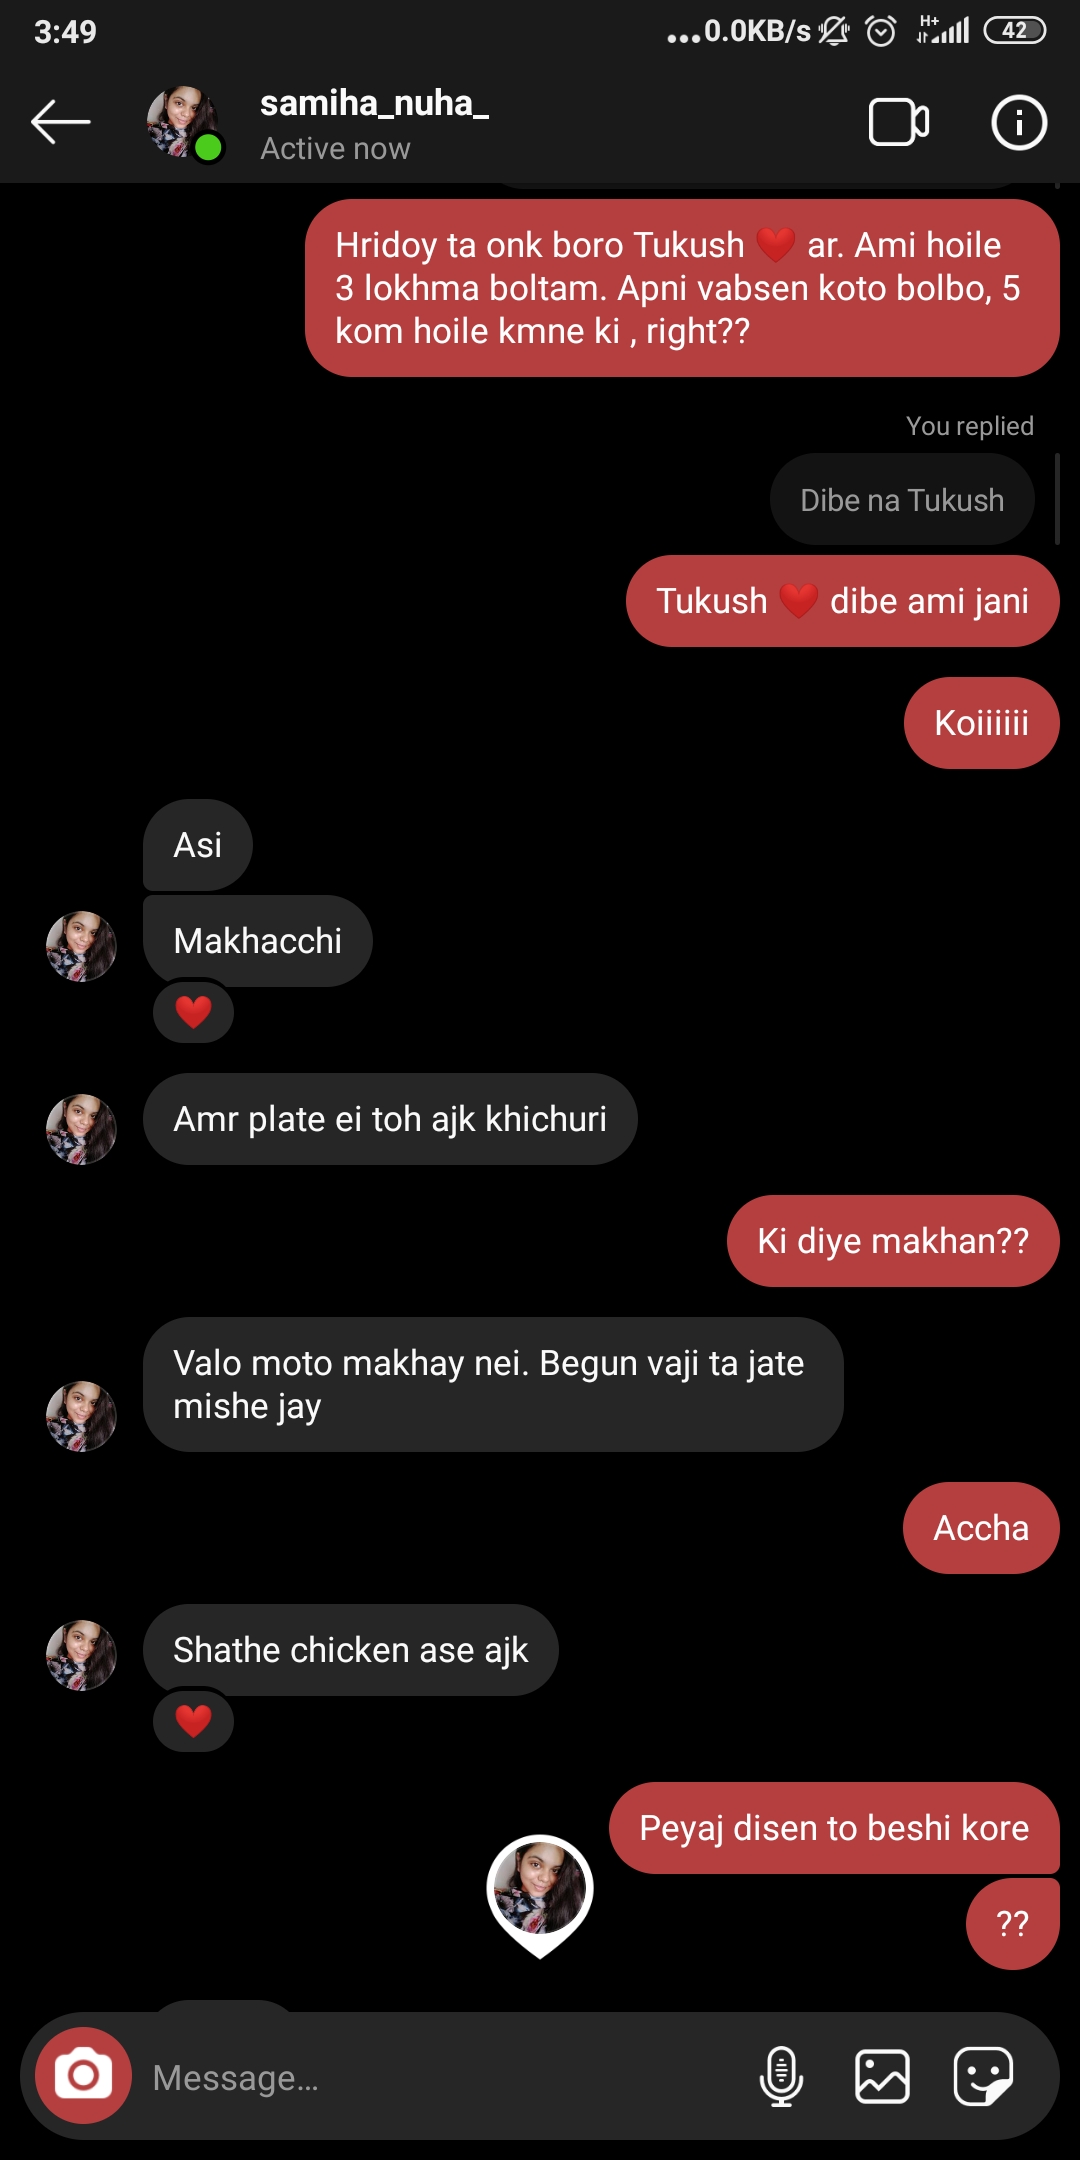 3:49
...0.0KB/s H+ 42
samiha_nuha_
Active now
Hridoy ta onk boro Tukush ❤️ ar. Ami hoile
3 lokhma boltam. Apni vabsen koto bolbo, 5
kom hoile kmne ki , right??
You replied
Dibe na Tukush
Tukush ❤️ dibe ami jani
Koiiiiii
Asi
Makhacchi
❤️
Amr plate ei toh ajk khichuri
Ki diye makhan??
Valo moto makhay nei. Begun vaji ta jate
mishe jay
Accha
Shathe chicken ase ajk
❤️
Peyaj disen to beshi kore
??
Message...